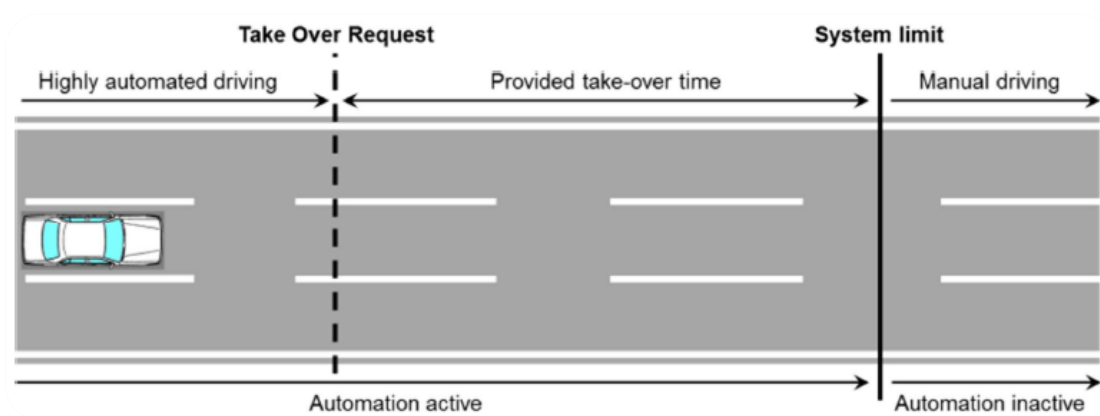 Take Over Request
System limit
Highly automated driving
Provided take-over time
Manual driving
Automation active
Automation inactive